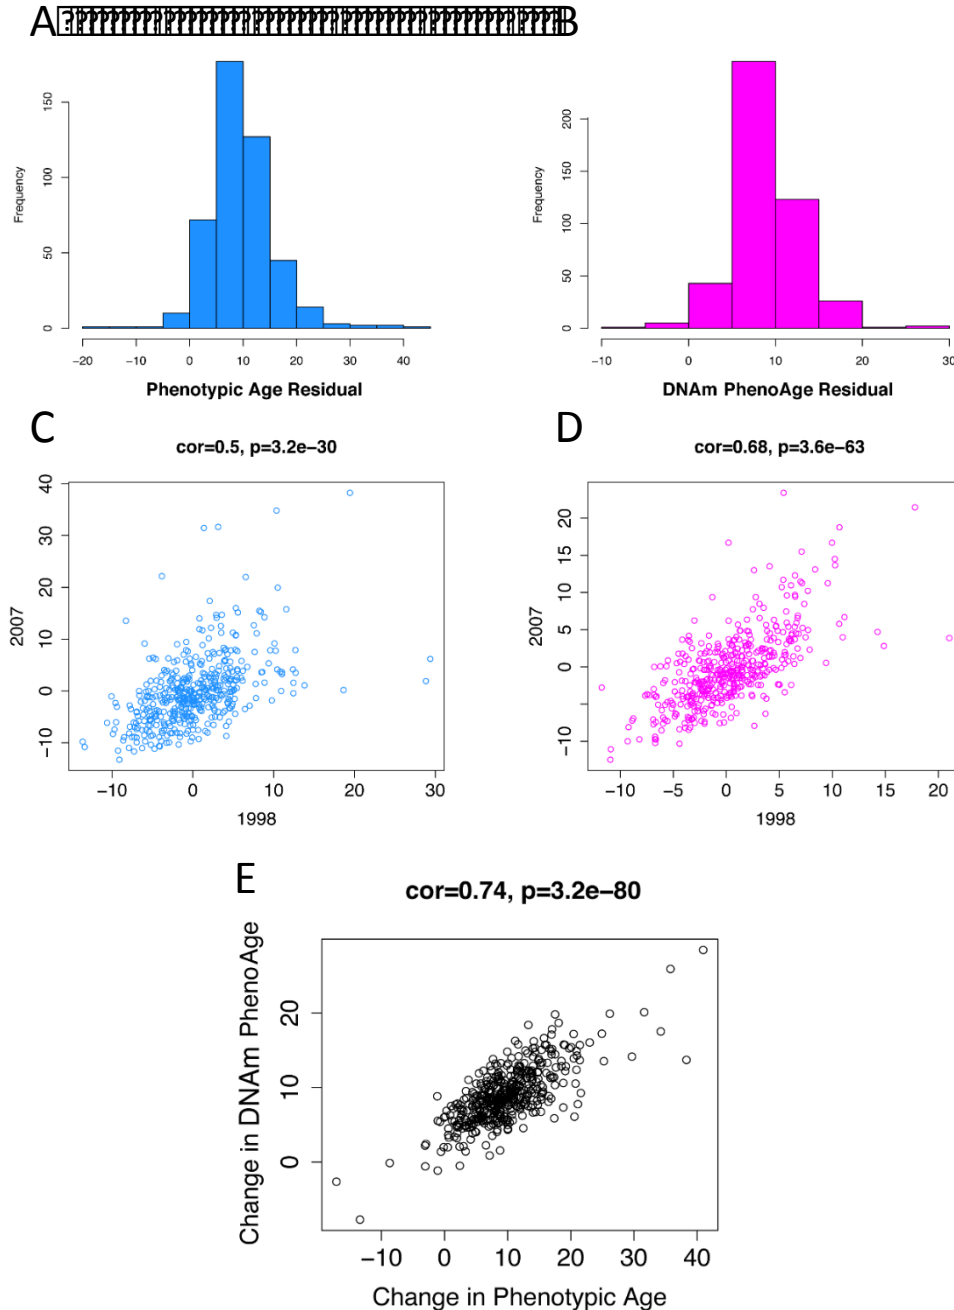 A B
Frequency
150
100
50
0
−20 −10 0 10 20 30 40
Phenotypic Age Residual
Frequency
200
150
100
50
0
−10 0 10 20 30
DNAm PhenoAge Residual
C
cor=0.5, p=3.2e−30
2007
40
30
20
10
0
−10
−10 0 10 20 30
1998
D
cor=0.68, p=3.6e−63
2007
20
15
10
5
0
−10
−10 −5 0 5 10 15 20
1998
E
cor=0.74, p=3.2e−80
Change in DNAm PhenoAge
20
10
0
−10 0 10 20 30 40
Change in Phenotypic Age